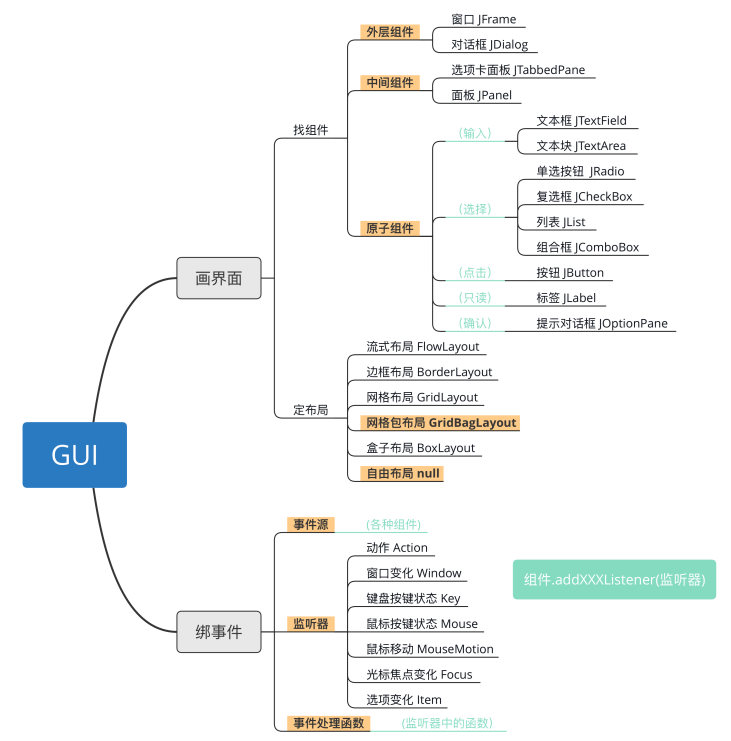 GUI
画界面
找组件
外层组件
窗口 JFrame
对话框 JDialog
中间组件
选项卡面板 JTabbedPane
面板 JPanel
原子组件
（输入）
文本框 JTextField
文本块 JTextArea
（选择）
单选按钮 JRadio
复选框 JCheckBox
列表 JList
组合框 JComboBox
（点击）
按钮 JButton
（只读）
标签 JLabel
（确认）
提示对话框 JOptionPane
定布局
流式布局 FlowLayout
边框布局 BorderLayout
网格布局 GridLayout
网格包布局 GridBagLayout
盒子布局 BoxLayout
自由布局 null
绑事件
事件源
(各种组件)
监听器
动作 Action
窗口变化 Window
键盘按键状态 Key
鼠标按键状态 Mouse
鼠标移动 MouseMotion
光标焦点变化 Focus
选项变化 Item
事件处理函数
(监听器中的函数）
组件.addXXXListener(监听器)